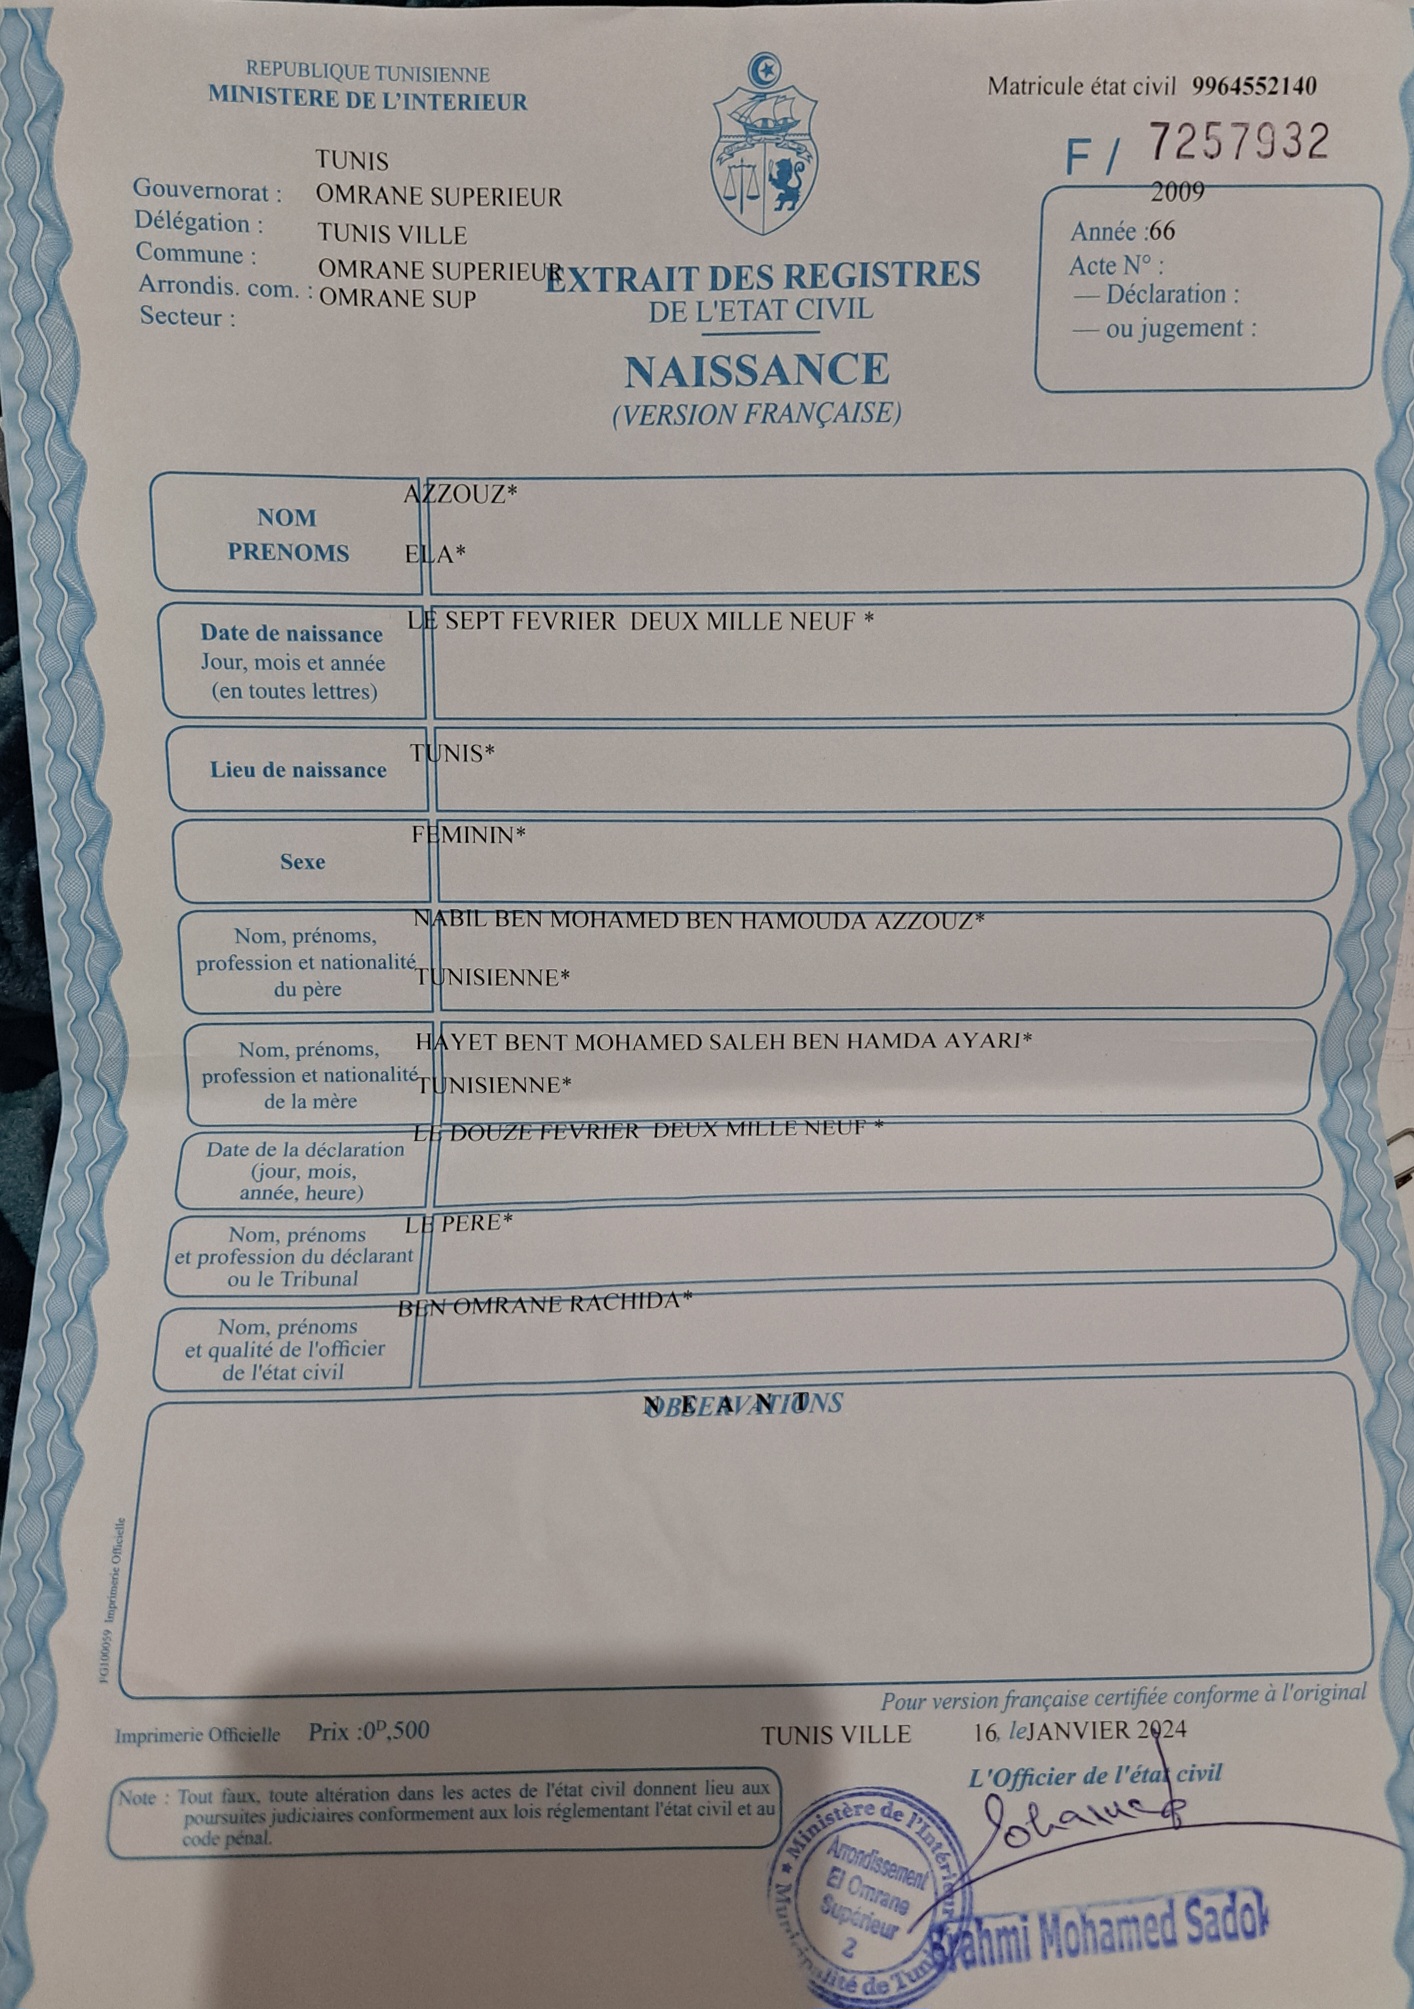 REPUBLIQUE TUNISIENNE
MINISTERE DE L'INTERIEUR
Matricule état civil 9964552140
F / 7257932
TUNIS
Gouvernorat : OMRANE SUPERIEUR
Délégation : TUNIS VILLE
Commune : OMRANE SUPERIEUR
Arrondis. com. : OMRANE SUP
Secteur :
2009
Année :66
Acte N° :
— Déclaration :
— ou jugement :
EXTRAIT DES REGISTRES
DE L'ETAT CIVIL
NAISSANCE
(VERSION FRANÇAISE)
NOM AZZOUZ*
PRENOMS ELA*
Date de naissance LE SEPT FEVRIER DEUX MILLE NEUF *
Jour, mois et année
(en toutes lettres)
Lieu de naissance TUNIS*
Sexe FEMININ*
Nom, prénoms, NABIL BEN MOHAMED BEN HAMOUDA AZZOUZ*
profession et nationalité TUNISIENNE*
du père
Nom, prénoms, HAYET BENT MOHAMED SALEH BEN HAMDA AYARI*
profession et nationalité TUNISIENNE*
de la mère
Date de la déclaration LE DOUZE FEVRIER DEUX MILLE NEUF *
(jour, mois,
année, heure)
Nom, prénoms LE PERE*
et profession du déclarant
ou le Tribunal
Nom, prénoms BEN OMRANE RACHIDA*
et qualité de l'officier
de l'état civil
OBSERVATIONS
N E A N T
FG100059 Imprimerie Officielle
Pour version française certifiée conforme à l'original
Imprimerie Officielle Prix :0D,500
TUNIS VILLE 16, le JANVIER 2024
L'Officier de l'état civil
Note : Tout faux, toute altération dans les actes de l'état civil donnent lieu aux
poursuites judiciaires conformement aux lois réglementant l'état civil et au
code pénal.
Ministère de l'Intérieur
Municipalité de Tunis
Arrondissement
El Omrane
Supérieur
2
Brahmi Mohamed Sadok